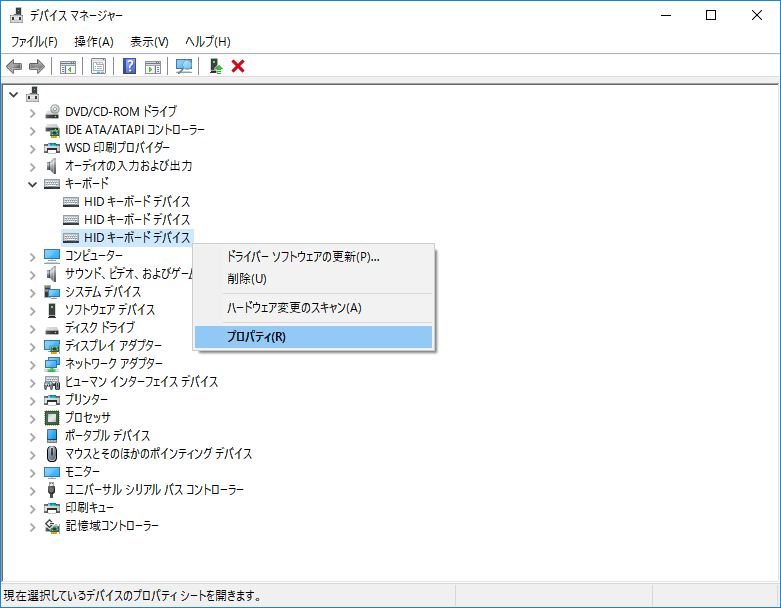 デバイス マネージャー
ファイル(F) 操作(A) 表示(V) ヘルプ(H)
DVD/CD-ROM ドライブ
IDE ATA/ATAPI コントローラー
WSD 印刷プロバイダー
オーディオの入力および出力
キーボード
HID キーボード デバイス
HID キーボード デバイス
HID キーボード デバイス
ドライバー ソフトウェアの更新(P)...
削除(U)
ハードウェア変更のスキャン(A)
プロパティ(R)
コンピューター
サウンド、ビデオ、およびゲーム
システム デバイス
ソフトウェア デバイス
ディスク ドライブ
ディスプレイ アダプター
ネットワーク アダプター
ヒューマン インターフェイス デバイス
プリンター
プロセッサ
ポータブル デバイス
マウスとそのほかのポインティング デバイス
モニター
ユニバーサル シリアル バス コントローラー
印刷キュー
記憶域コントローラー
現在選択しているデバイスのプロパティ シートを開きます。